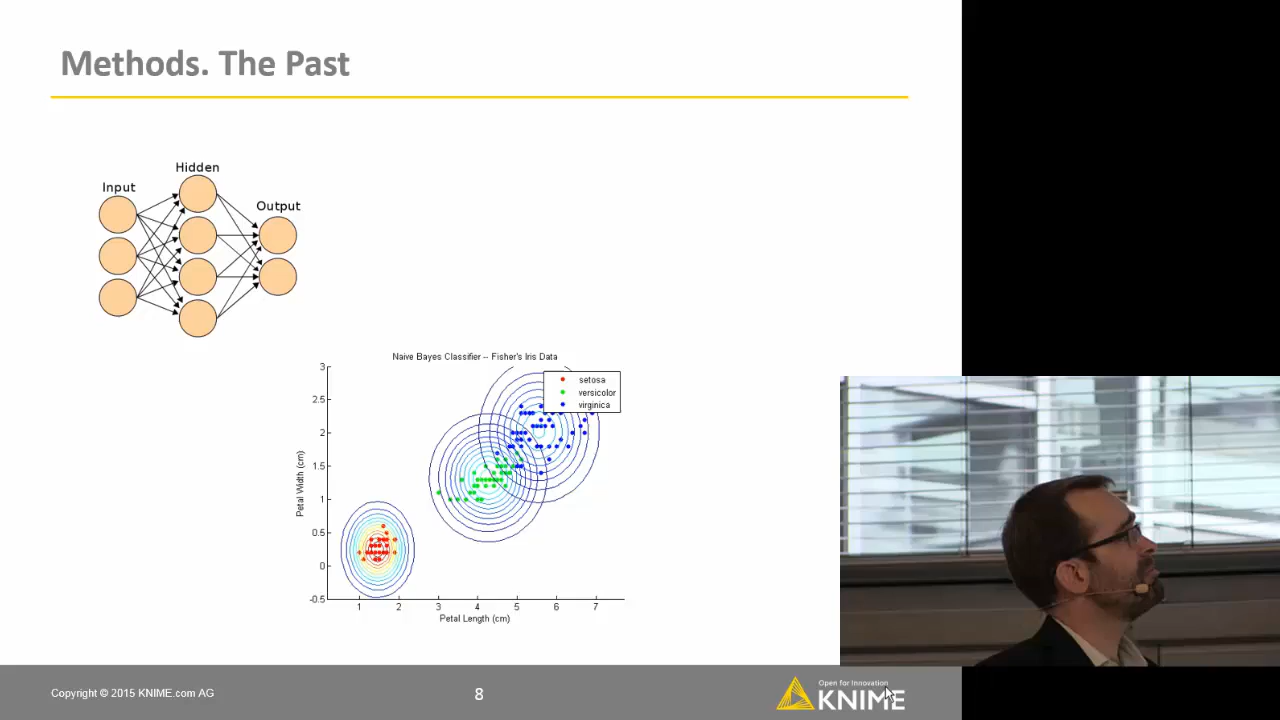 Methods. The Past
Hidden
Input
Output
Naive Bayes Classifier -- Fisher's Iris Data
setosa
versicolor
virginica
3
2.5
2
1.5
1
0.5
0
-0.5
Petal Width (cm)
1 2 3 4 5 6 7
Petal Length (cm)
Copyright © 2015 KNIME.com AG
8
Open for Innovation
KNIME